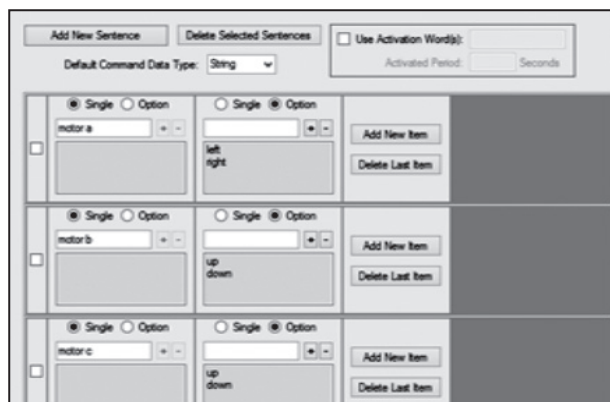 Add New Sentence Delete Selected Sentences Use Activation Word(s):
Default Command Data Type: String Activated Period: Seconds
Single Option Single Option
motor a + - + -
Add New Item
left
right
Delete Last Item
Single Option Single Option
motor b + - + -
Add New Item
up
down
Delete Last Item
Single Option Single Option
motor c + - + -
Add New Item
up
down
Delete Last Item